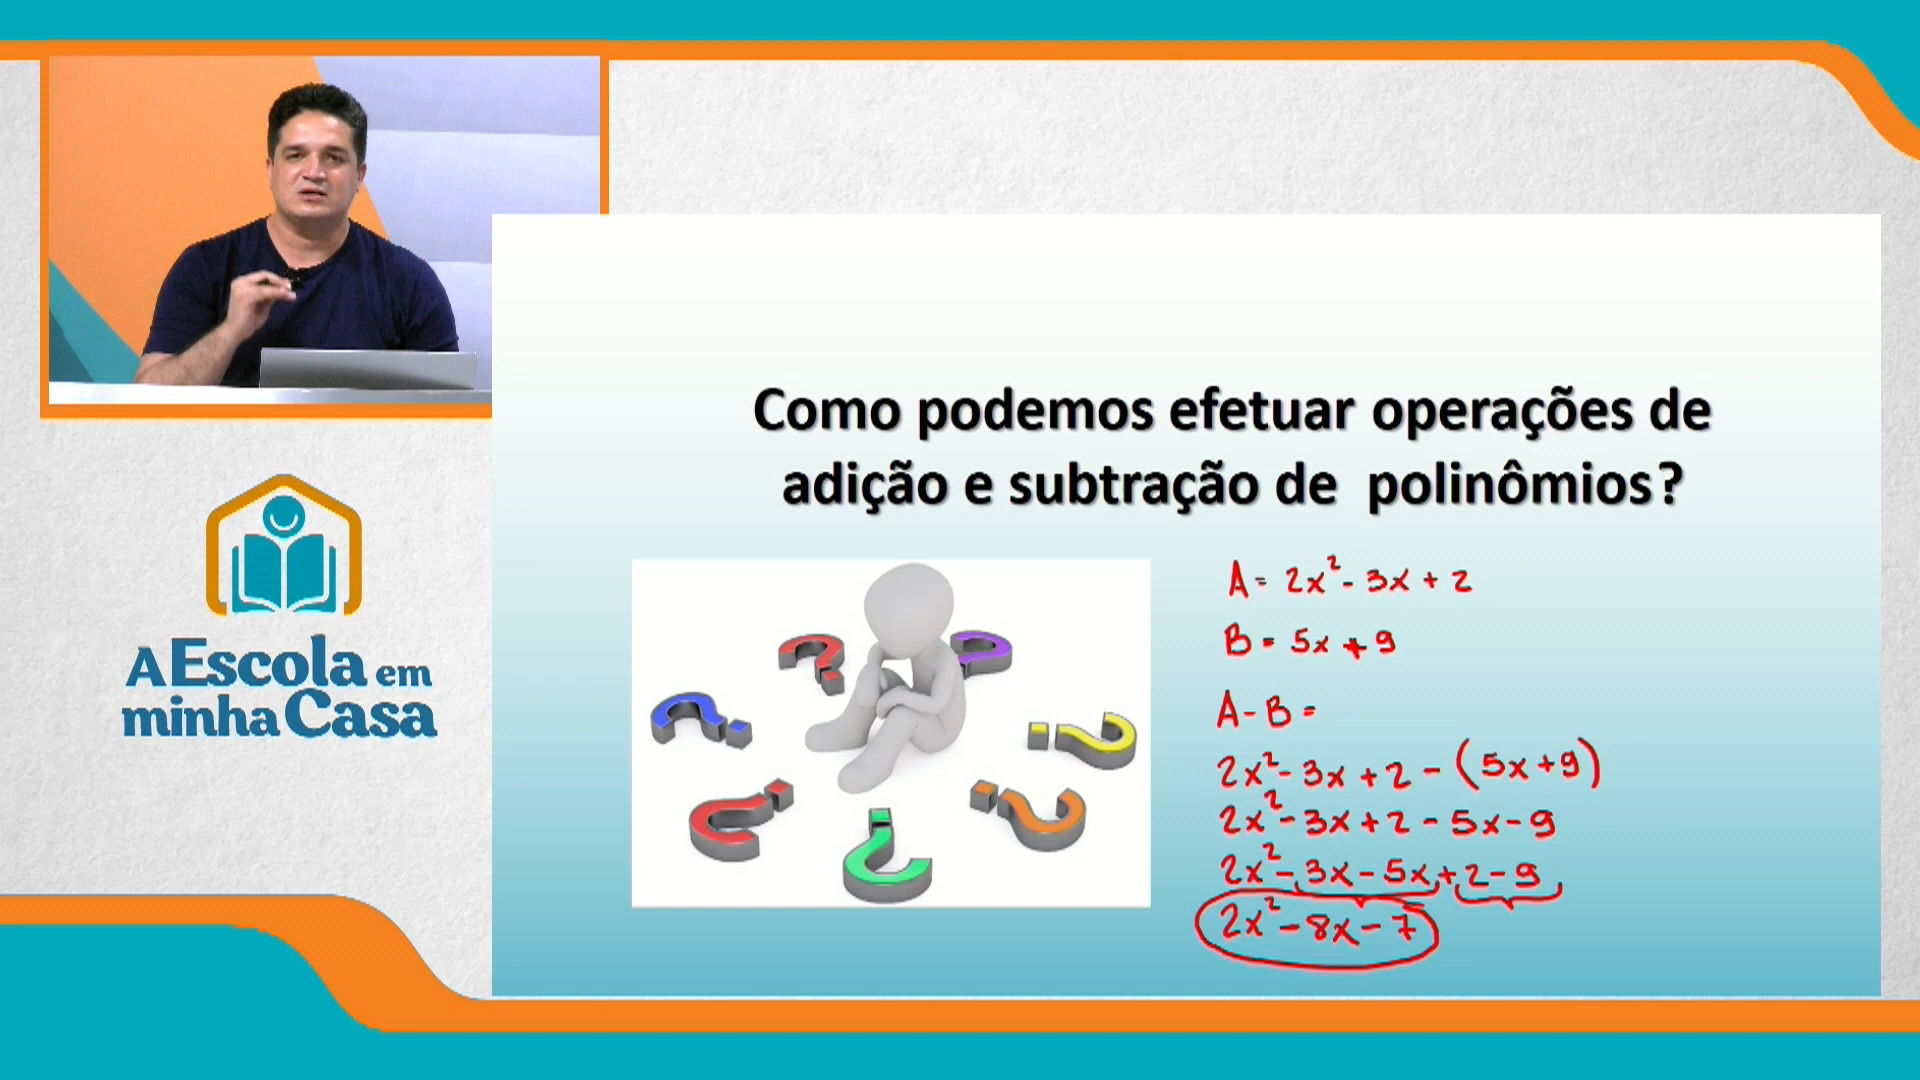 Como podemos efetuar operações de
adição e subtração de polinômios?
A = 2x² - 3x + 2
B = 5x + 9
A - B =
2x² - 3x + 2 - (5x + 9)
2x² - 3x + 2 - 5x - 9
2x² - 3x - 5x + 2 - 9
2x² - 8x - 7
A Escola em
minha Casa